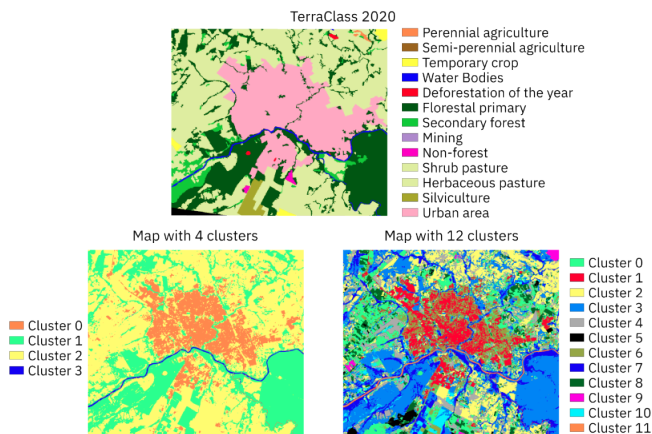 TerraClass 2020
Perennial agriculture
Semi-perennial agriculture
Temporary crop
Water Bodies
Deforestation of the year
Florestal primary
Secondary forest
Mining
Non-forest
Shrub pasture
Herbaceous pasture
Silviculture
Urban area
Map with 4 clusters
Cluster 0
Cluster 1
Cluster 2
Cluster 3
Map with 12 clusters
Cluster 0
Cluster 1
Cluster 2
Cluster 3
Cluster 4
Cluster 5
Cluster 6
Cluster 7
Cluster 8
Cluster 9
Cluster 10
Cluster 11